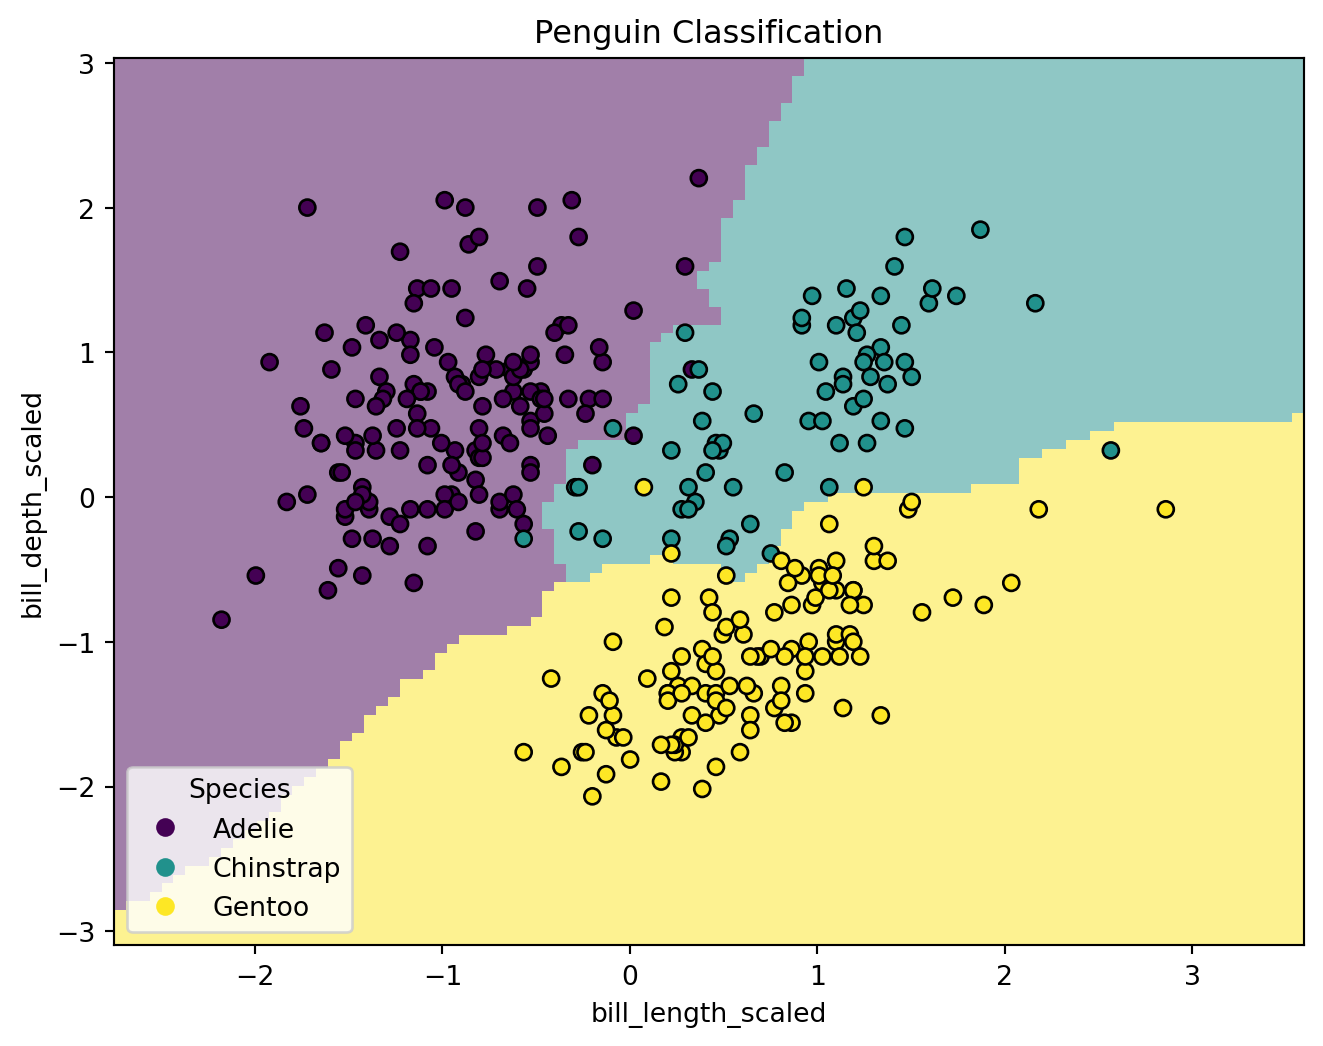 Penguin Classification
3
2
1
0
−1
−2
−3
bill_depth_scaled
Species
Adelie
Chinstrap
Gentoo
−2 −1 0 1 2 3
bill_length_scaled